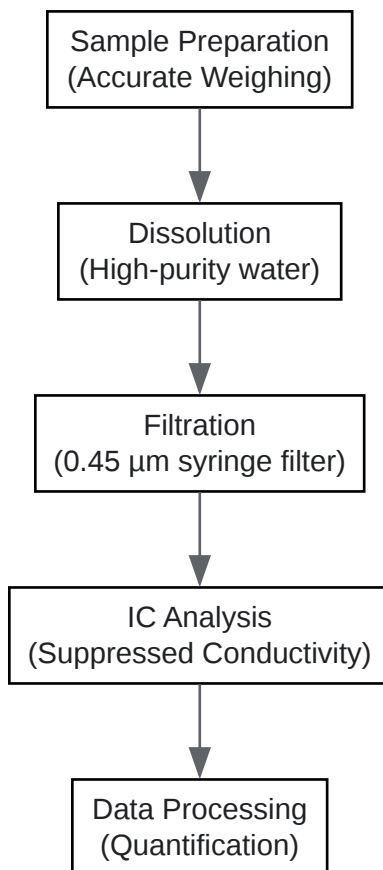 Sample Preparation
(Accurate Weighing)
Dissolution
(High-purity water)
Filtration
(0.45 µm syringe filter)
IC Analysis
(Suppressed Conductivity)
Data Processing
(Quantification)